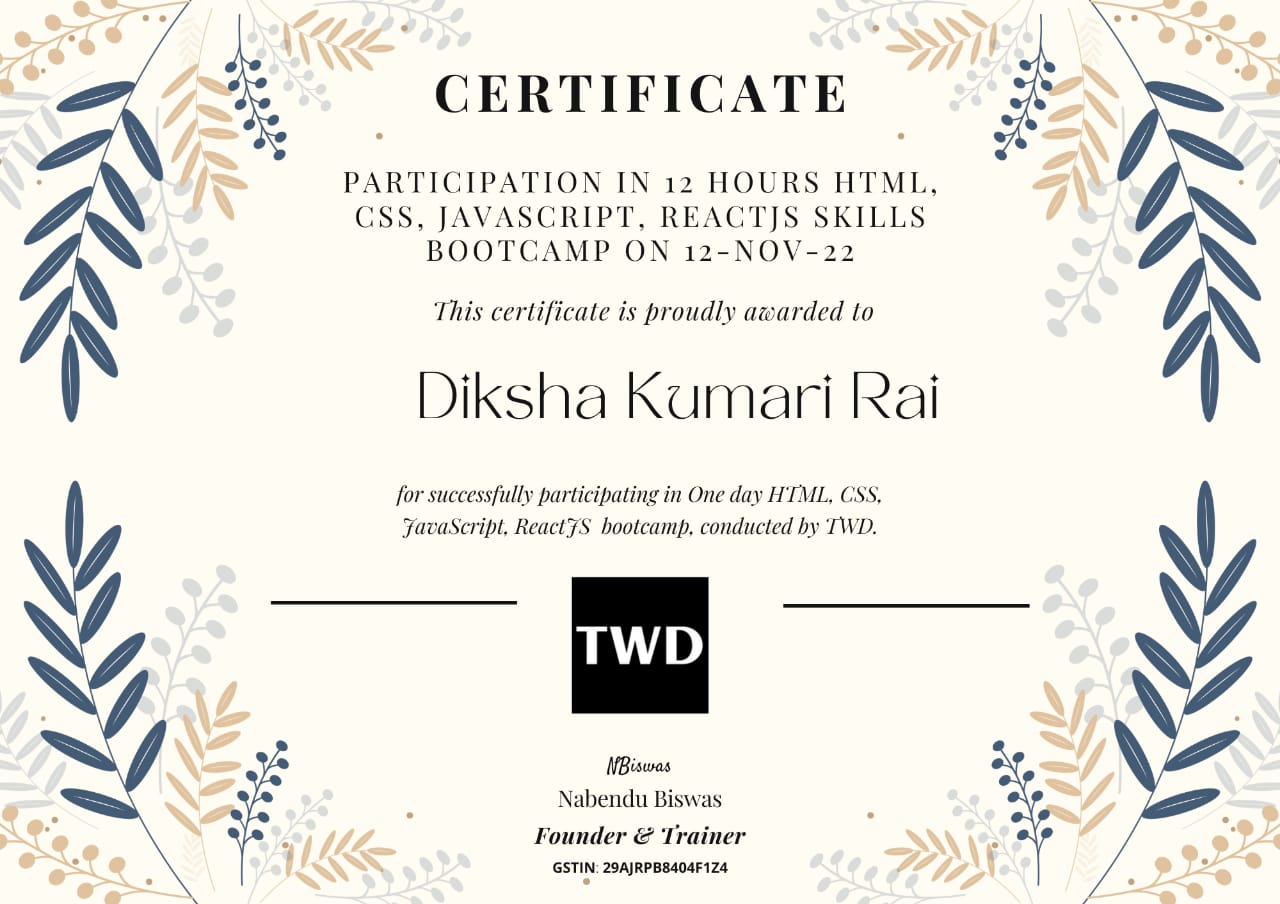 CERTIFICATE
PARTICIPATION IN 12 HOURS HTML,
CSS, JAVASCRIPT, REACTJS SKILLS
BOOTCAMP ON 12-NOV-22
This certificate is proudly awarded to
Diksha Kumari Rai
for successfully participating in One day HTML, CSS,
JavaScript, ReactJS bootcamp, conducted by TWD.
TWD
NBiswas
Nabendu Biswas
Founder & Trainer
GSTIN: 29AJRPB8404F1Z4